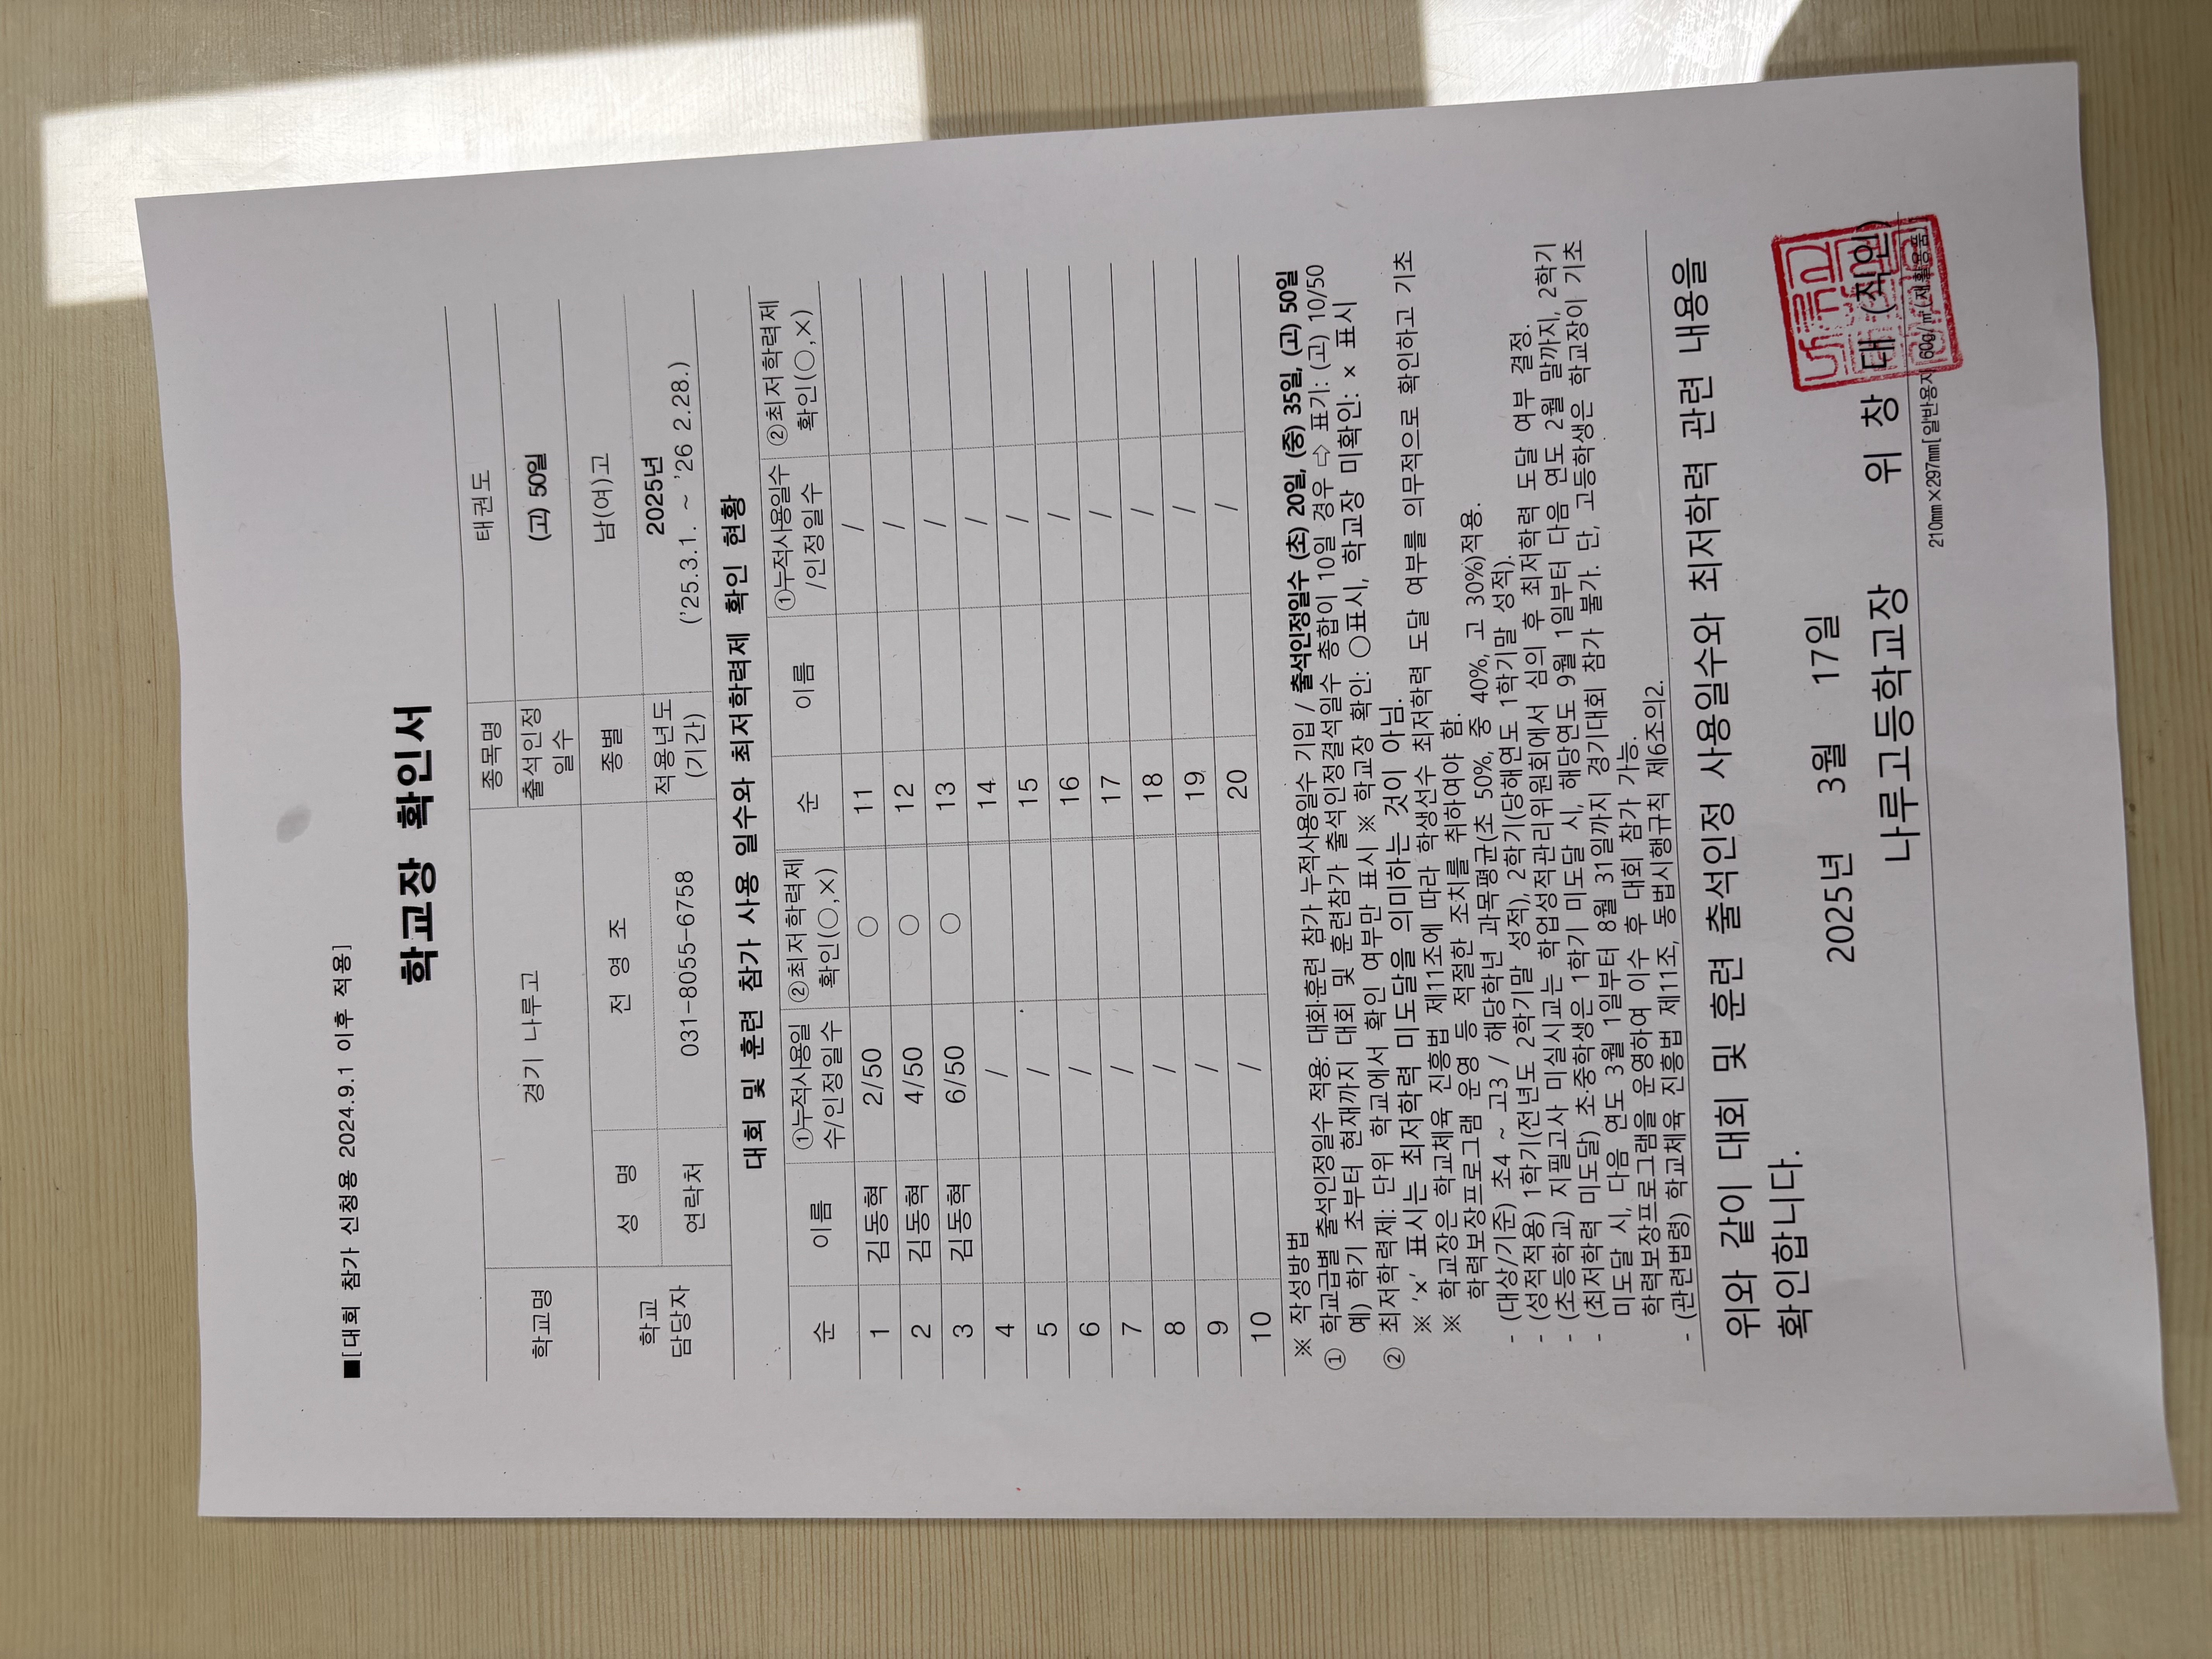 ■[대회 참가 신청용 2024.9.1 이후 적용]
학교장 확인서
학교명 경기 나루고 종목명 태권도
출석인정일수 (고) 50일
학교 담당자 성 명 전 영 조 종별 남(여)고
연락처 031-8055-6758 적용년도(기간) 2025년
('25.3.1. ~ '26 2.28.)
대회 및 훈련 참가 사용 일수와 최저학력제 확인 현황
순 이름 ①누적사용일수/인정일수 ②최저학력제 확인(○,×) 순 이름 ①누적사용일수/인정일수 ②최저학력제 확인(○,×)
1 김동혁 2/50 ○ 11 /
2 김동혁 4/50 ○ 12 /
3 김동혁 6/50 ○ 13 /
4 / 14 /
5 / 15 /
6 / 16 /
7 / 17 /
8 / 18 /
9 / 19 /
10 / 20 /
※ 작성방법
① 학교급별 출석인정일수 적용: 대회·훈련 참가 누적사용일수 기입 / 출석인정일수 (초) 20일, (중) 35일, (고) 50일
예) 학기 초부터 현재까지 대회 및 훈련참가 출석인정결석일수 총합이 10일 경우 ⇨ 표기: (고) 10/50
② 최저학력제: 단위 학교에서 확인 여부만 표시 ※ 학교장 확인: ○표시, 학교장 미확인: × 표시
※ '×' 표시는 최저학력 미도달을 의미하는 것이 아님.
※ 학교장은 학교체육 진흥법 제11조에 따라 학생선수 최저학력 도달 여부를 의무적으로 확인하고 기초
학력보장프로그램 운영 등 적절한 조치를 취하여야 함.
- (대상/기준) 초4 ~ 고3 / 해당학년 과목평균(초 50%, 중 40%, 고 30%)적용.
- (성적적용) 1학기(전년도 2학기말 성적), 2학기(당해연도 1학기말 성적).
- (초등학교) 지필고사 미실시교는 학업성적관리위원회에서 심의 후 최저학력 도달 여부 결정.
- (최저학력 미도달) 초·중학생은 1학기 미도달 시, 해당연도 9월 1일부터 다음 연도 2월 말까지, 2학기
미도달 시, 다음 연도 3월 1일부터 8월 31일까지 경기대회 참가 불가. 단, 고등학생은 학교장이 기초
학력보장프로그램을 운영하여 이수 후 대회 참가 가능.
- (관련법령) 학교체육 진흥법 제11조, 동법시행규칙 제6조의2.
위와 같이 대회 및 훈련 출석인정 사용일수와 최저학력 관련 내용을
확인합니다.
2025년 3월 17일
나루고등학교장 위 창 대 (직인)
210㎜×297㎜[일반용지 60g/㎡(재활용품)]